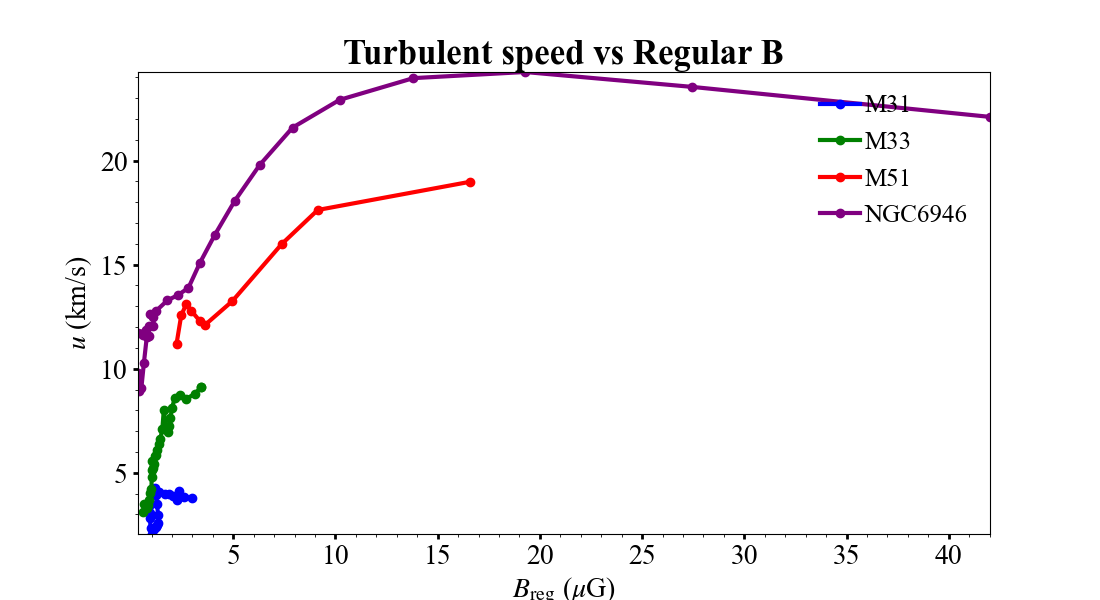 Turbulent speed vs Regular B
u (km/s)
20
15
10
5
M31
M33
M51
NGC6946
5 10 15 20 25 30 35 40
B_reg (μG)